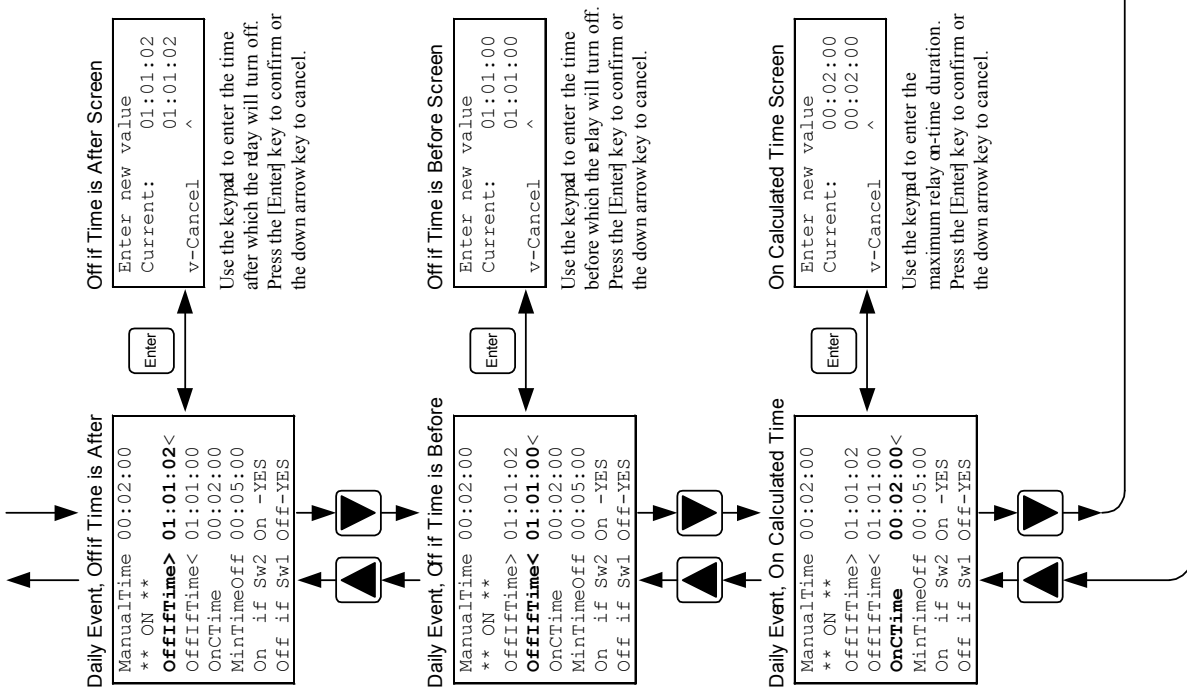 Daily Event, Off if Time is After
ManualTime 00:02:00
** ON **
OffIfTime> 01:01:02<
OffIfTime< 01:01:00
OnCTime 00:02:00
MinTimeOff 00:05:00
On if Sw2 On -YES
Off if Sw1 Off-YES
Enter
Off if Time is After Screen
Enter new value
Current: 01:01:02
01:01:02
v-Cancel ^
Use the keypad to enter the time
after which the relay will turn off.
Press the [Enter] key to confirm or
the down arrow key to cancel.
Daily Event, Off if Time is Before
ManualTime 00:02:00
** ON **
OffIfTime> 01:01:02
OffIfTime< 01:01:00<
OnCTime 00:02:00
MinTimeOff 00:05:00
On if Sw2 On -YES
Off if Sw1 Off-YES
Enter
Off if Time is Before Screen
Enter new value
Current: 01:01:00
01:01:00
v-Cancel ^
Use the keypad to enter the time
before which the relay will turn off.
Press the [Enter] key to confirm or
the down arrow key to cancel.
Daily Event, On Calculated Time
ManualTime 00:02:00
** ON **
OffIfTime> 01:01:02
OffIfTime< 01:01:00
OnCTime 00:02:00<
MinTimeOff 00:05:00
On if Sw2 On -YES
Off if Sw1 Off-YES
Enter
On Calculated Time Screen
Enter new value
Current: 00:02:00
00:02:00
v-Cancel ^
Use the keypad to enter the
maximum relay on-time duration.
Press the [Enter] key to confirm or
the down arrow key to cancel.